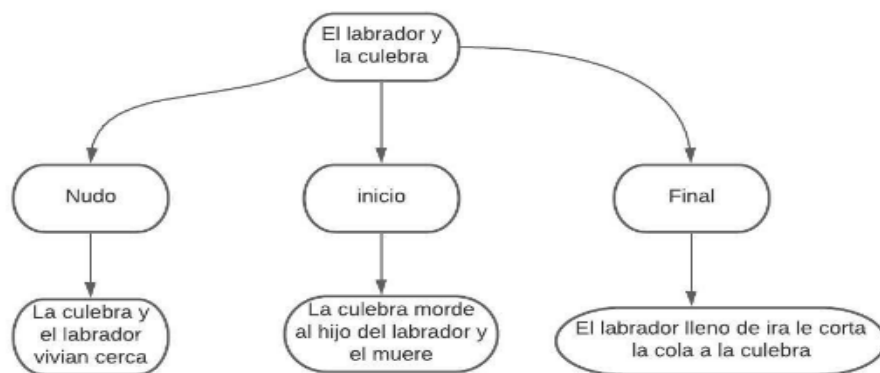 El labrador y
la culebra
Nudo
inicio
Final
La culebra y
el labrador
vivian cerca
La culebra morde
al hijo del labrador y
el muere
El labrador lleno de ira le corta
la cola a la culebra